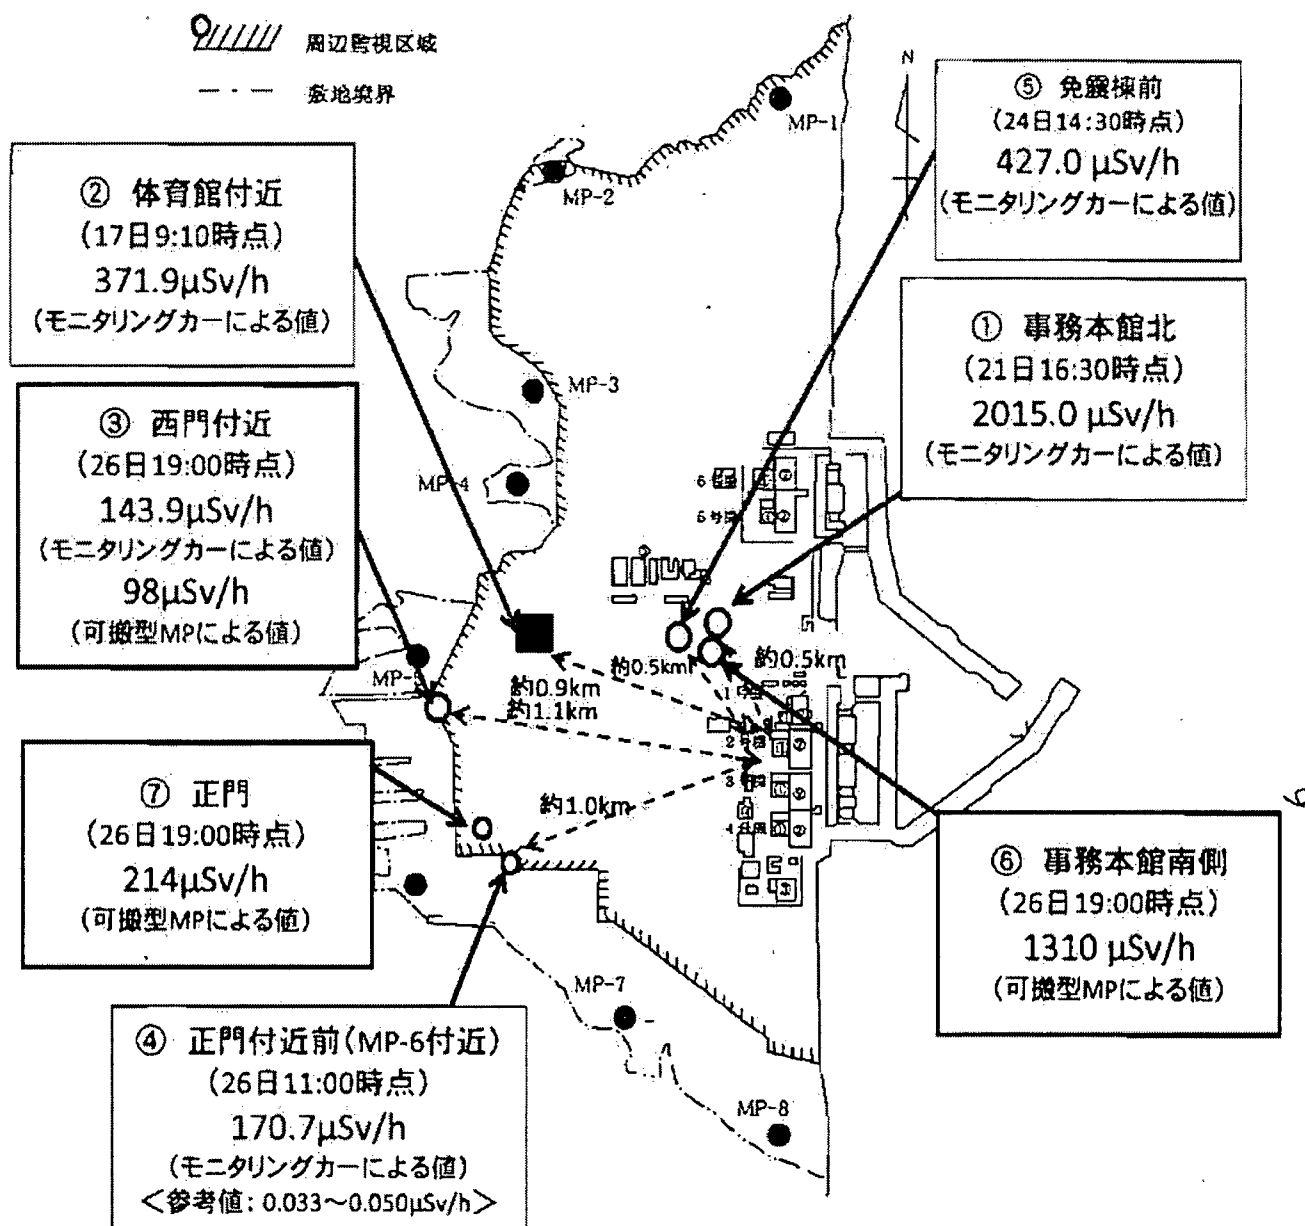 周辺監視区域
敷地境界
N
MP-1
MP-2
MP-3
MP-4
MP-
MP-7
MP-8
⑤ 免震棟前
(24日14:30時点)
427.0 μSv/h
(モニタリングカーによる値)
② 体育館付近
(17日9:10時点)
371.9μSv/h
(モニタリングカーによる値)
① 事務本館北
(21日16:30時点)
2015.0 μSv/h
(モニタリングカーによる値)
③ 西門付近
(26日19:00時点)
143.9μSv/h
(モニタリングカーによる値)
98μSv/h
(可搬型MPによる値)
約0.5km
約0.5km
約0.9km
約1.1km
約1.0km
⑦ 正門
(26日19:00時点)
214μSv/h
(可搬型MPによる値)
⑥ 事務本館南側
(26日19:00時点)
1310 μSv/h
(可搬型MPによる値)
④ 正門付近前(MP-6付近)
(26日11:00時点)
170.7μSv/h
(モニタリングカーによる値)
<参考値: 0.033~0.050μSv/h>